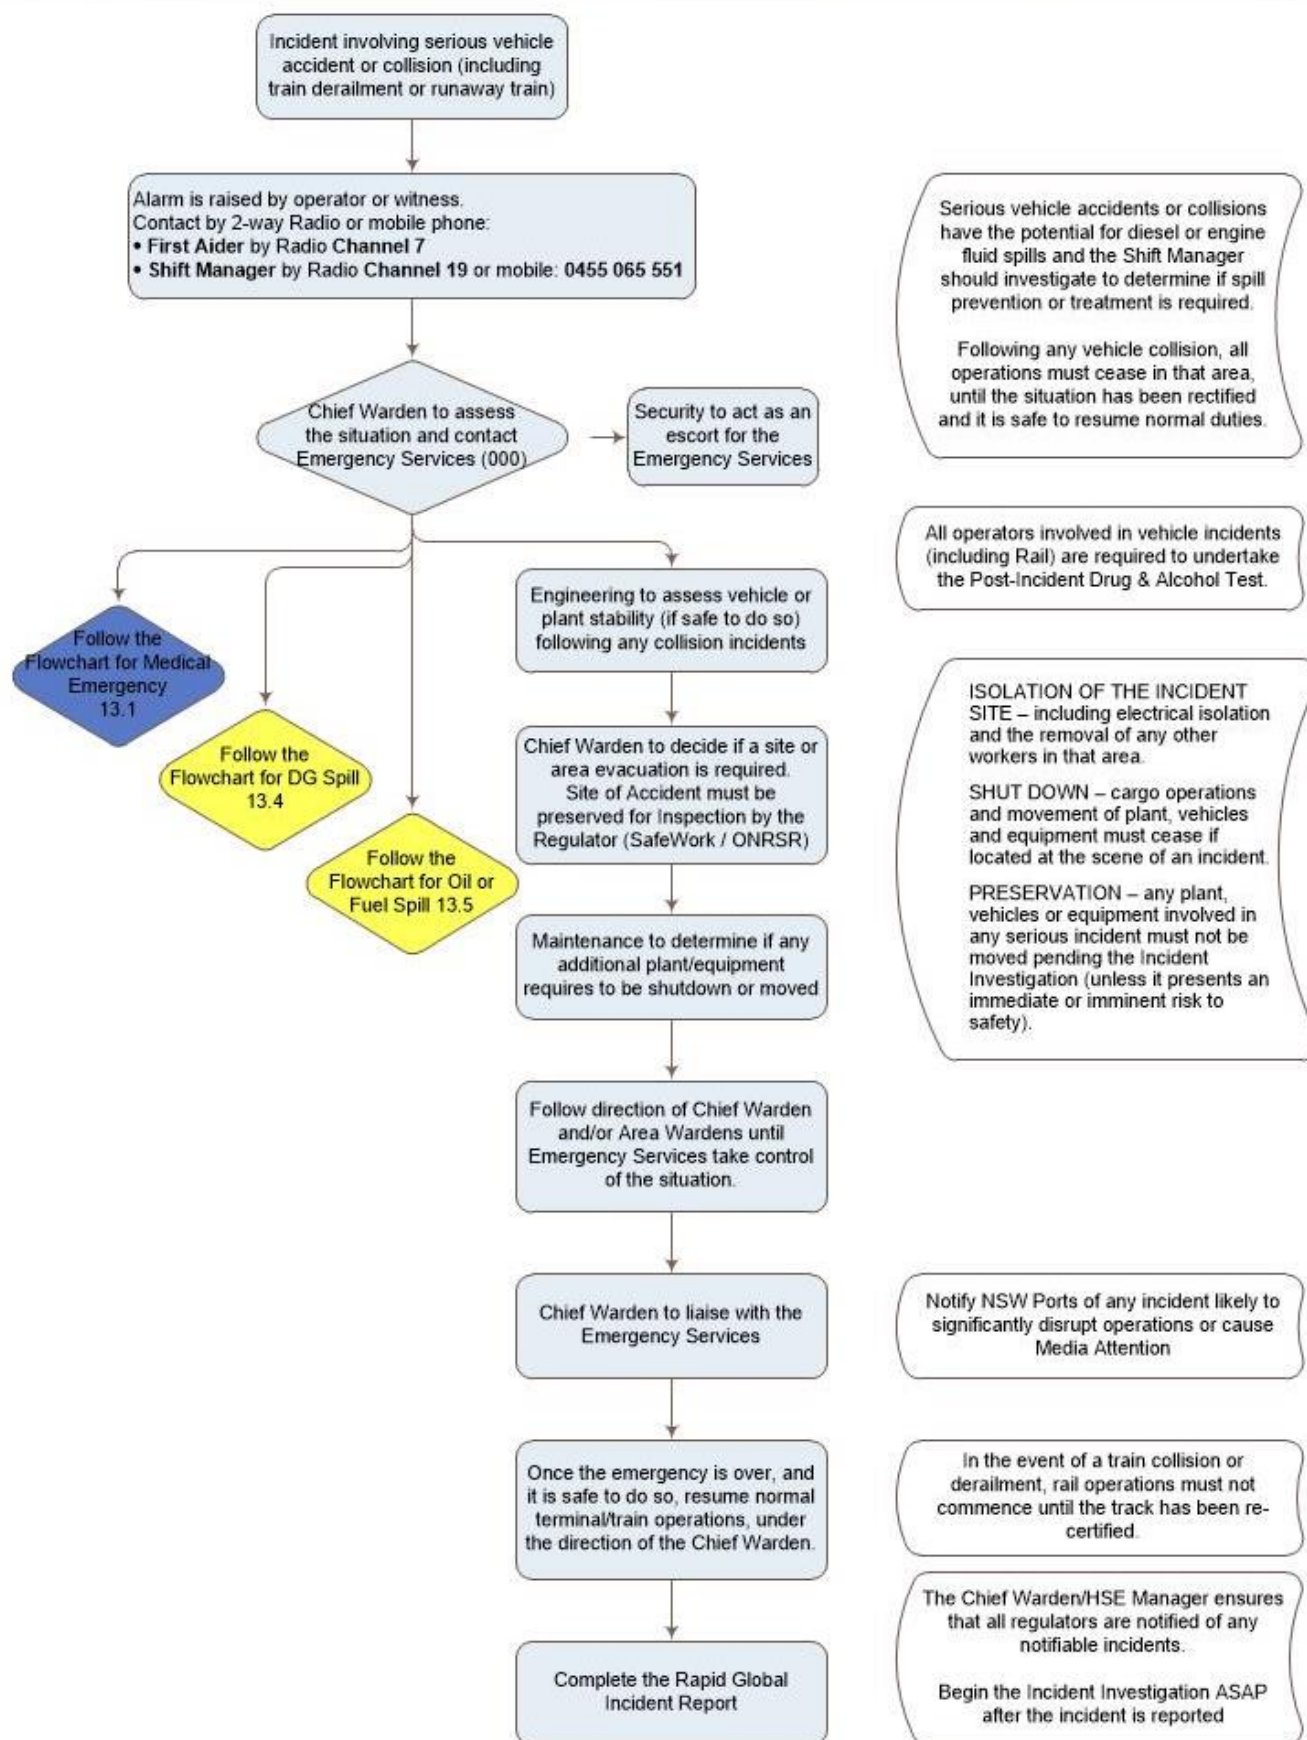 Incident involving serious vehicle
accident or collision (including
train derailment or runaway train)
Alarm is raised by operator or witness.
Contact by 2-way Radio or mobile phone:
• First Aider by Radio Channel 7
• Shift Manager by Radio Channel 19 or mobile: 0455 065 551
Serious vehicle accidents or collisions
have the potential for diesel or engine
fluid spills and the Shift Manager
should investigate to determine if spill
prevention or treatment is required.
Following any vehicle collision, all
operations must cease in that area,
until the situation has been rectified
and it is safe to resume normal duties.
Chief Warden to assess
the situation and contact
Emergency Services (000)
Security to act as an
escort for the
Emergency Services
All operators involved in vehicle incidents
(including Rail) are required to undertake
the Post-Incident Drug & Alcohol Test.
Follow the
Flowchart for Medical
Emergency
13.1
Follow the
Flowchart for DG Spill
13.4
Follow the
Flowchart for Oil or
Fuel Spill 13.5
Engineering to assess vehicle or
plant stability (if safe to do so)
following any collision incidents
Chief Warden to decide if a site or
area evacuation is required.
Site of Accident must be
preserved for Inspection by the
Regulator (SafeWork / ONRSR)
Maintenance to determine if any
additional plant/equipment
requires to be shutdown or moved
ISOLATION OF THE INCIDENT
SITE – including electrical isolation
and the removal of any other
workers in that area.
SHUT DOWN – cargo operations
and movement of plant, vehicles
and equipment must cease if
located at the scene of an incident.
PRESERVATION – any plant,
vehicles or equipment involved in
any serious incident must not be
moved pending the Incident
Investigation (unless it presents an
immediate or imminent risk to
safety).
Follow direction of Chief Warden
and/or Area Wardens until
Emergency Services take control
of the situation.
Chief Warden to liaise with the
Emergency Services
Notify NSW Ports of any incident likely to
significantly disrupt operations or cause
Media Attention
Once the emergency is over, and
it is safe to do so, resume normal
terminal/train operations, under
the direction of the Chief Warden.
In the event of a train collision or
derailment, rail operations must not
commence until the track has been re-
certified.
Complete the Rapid Global
Incident Report
The Chief Warden/HSE Manager ensures
that all regulators are notified of any
notifiable incidents.
Begin the Incident Investigation ASAP
after the incident is reported